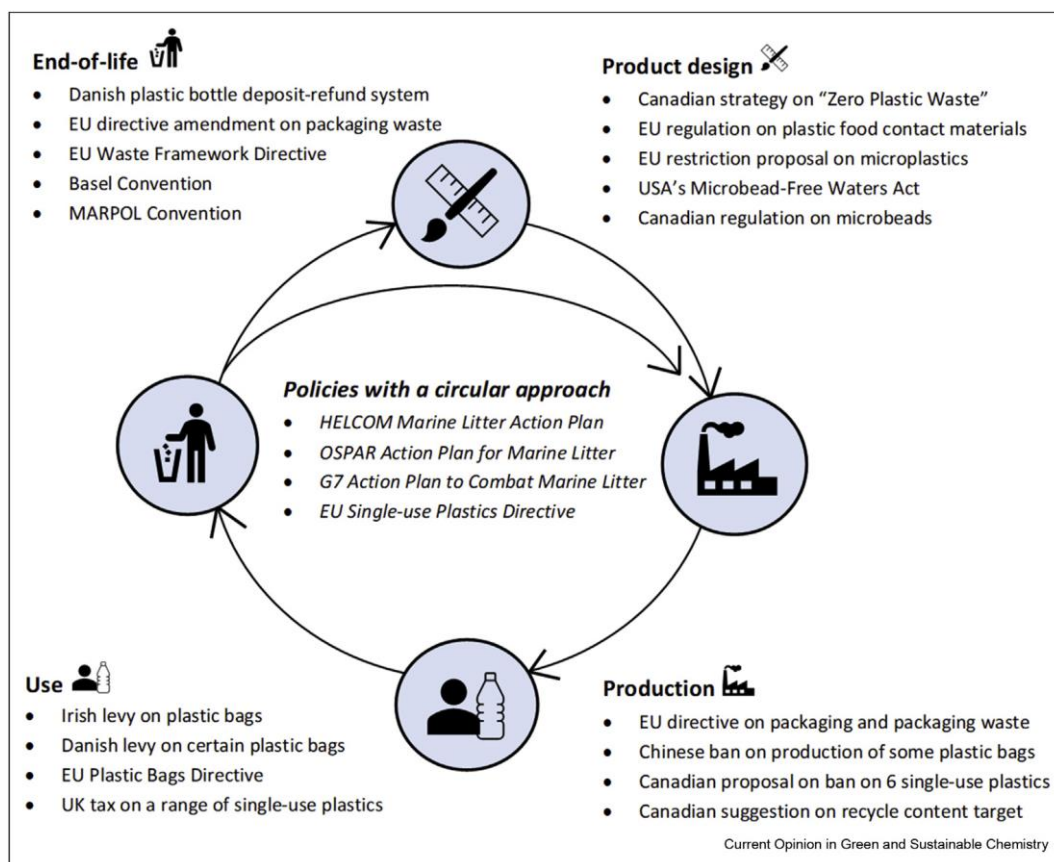 End-of-life
• Danish plastic bottle deposit-refund system
• EU directive amendment on packaging waste
• EU Waste Framework Directive
• Basel Convention
• MARPOL Convention
Product design
• Canadian strategy on “Zero Plastic Waste”
• EU regulation on plastic food contact materials
• EU restriction proposal on microplastics
• USA’s Microbead-Free Waters Act
• Canadian regulation on microbeads
Policies with a circular approach
• HELCOM Marine Litter Action Plan
• OSPAR Action Plan for Marine Litter
• G7 Action Plan to Combat Marine Litter
• EU Single-use Plastics Directive
Use
• Irish levy on plastic bags
• Danish levy on certain plastic bags
• EU Plastic Bags Directive
• UK tax on a range of single-use plastics
Production
• EU directive on packaging and packaging waste
• Chinese ban on production of some plastic bags
• Canadian proposal on ban on 6 single-use plastics
• Canadian suggestion on recycle content target
Current Opinion in Green and Sustainable Chemistry